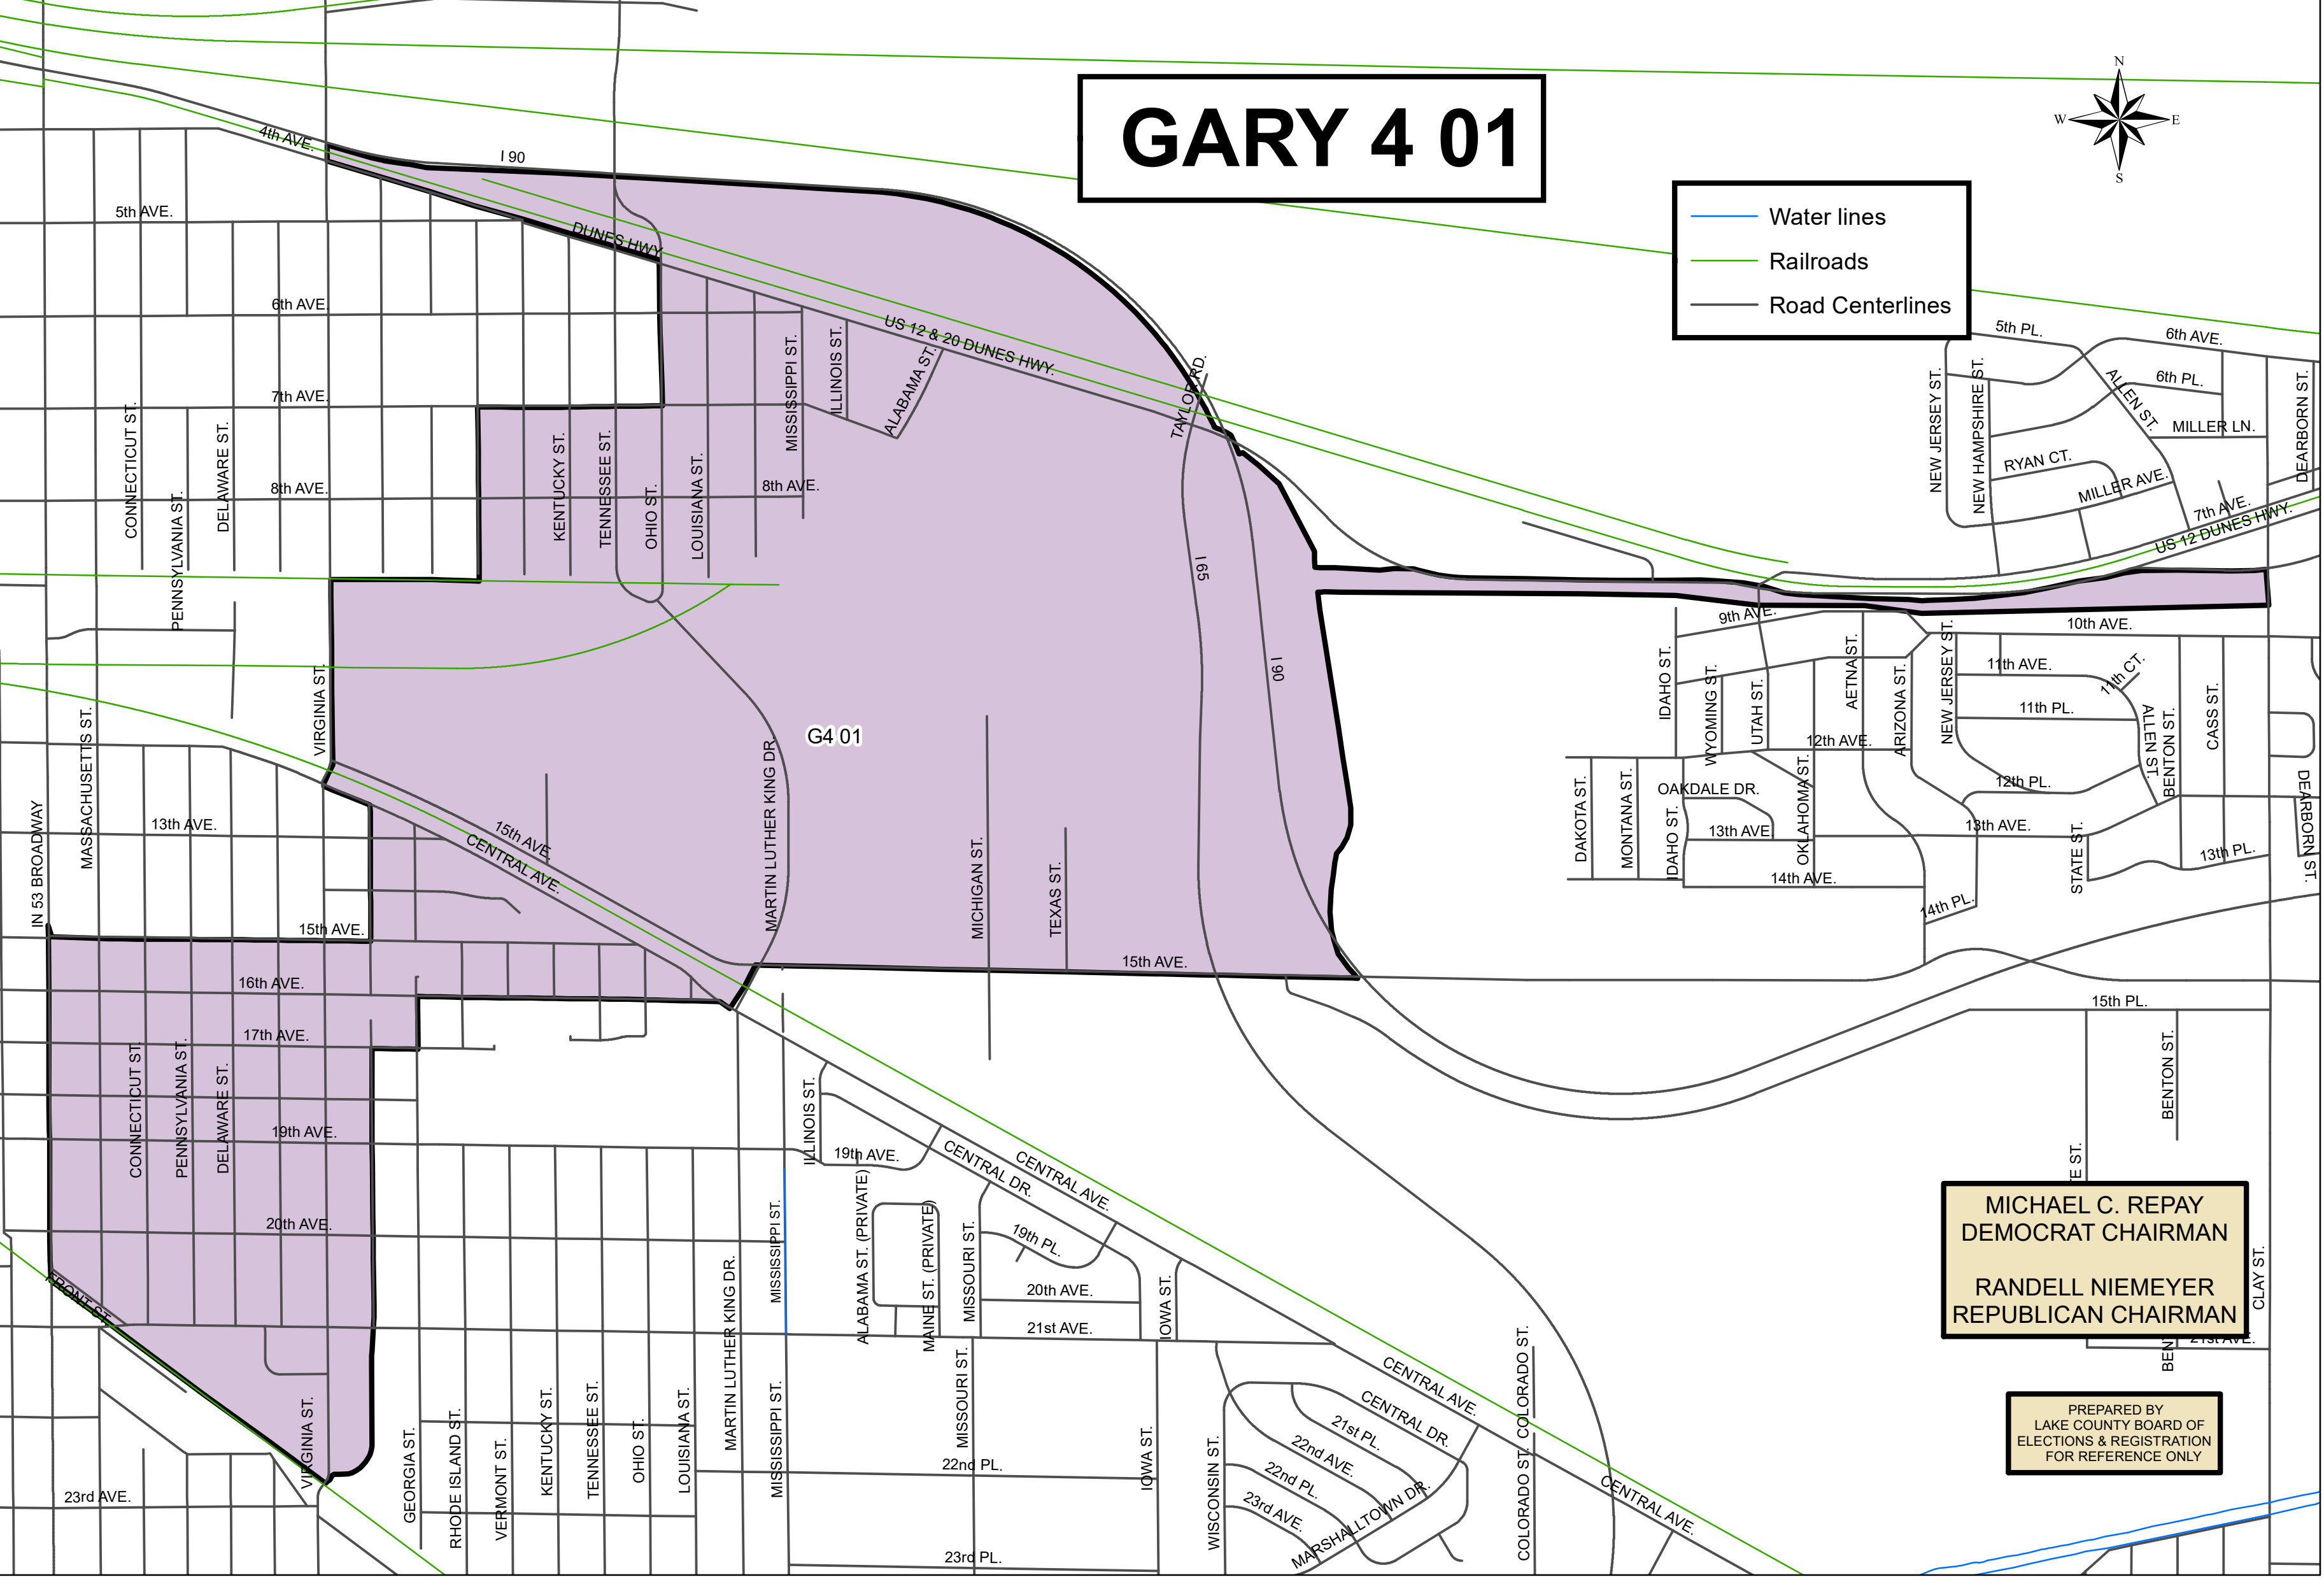 GARY 4 01
N
W
E
S
Water lines
Railroads
Road Centerlines
4th AVE.
I 90
5th AVE.
DUNES HWY
6th AVE.
US 12 & 20 DUNES HWY.
7th AVE.
8th AVE.
8th AVE.
CONNECTICUT ST.
PENNSYLVANIA ST.
DELAWARE ST.
KENTUCKY ST.
TENNESSEE ST.
OHIO ST.
LOUISIANA ST.
MISSISSIPPI ST.
ILLINOIS ST.
ALABAMA ST.
TAYLOR RD.
I 65
I 90
5th PL.
6th AVE.
6th PL.
ALLEN ST.
MILLER LN.
NEW JERSEY ST.
NEW HAMPSHIRE ST.
RYAN CT.
MILLER AVE.
7th AVE.
US 12 DUNES HWY.
DEARBORN ST.
9th AVE.
10th AVE.
11th AVE.
11th CT.
11th PL.
12th AVE.
12th PL.
IDAHO ST.
WYOMING ST.
UTAH ST.
AETNA ST.
ARIZONA ST.
NEW JERSEY ST.
ALLEN ST.
BENTON ST.
CASS ST.
DEARBORN ST.
OAKDALE DR.
DAKOTA ST.
MONTANA ST.
IDAHO ST.
OKLAHOMA ST.
13th AVE.
13th AVE.
13th PL.
STATE ST.
14th AVE.
14th PL.
VIRGINIA ST.
G4 01
MASSACHUSETTS ST.
IN 53 BROADWAY
13th AVE.
15th AVE.
CENTRAL AVE.
MARTIN LUTHER KING DR.
MICHIGAN ST.
TEXAS ST.
15th AVE.
15th AVE.
16th AVE.
17th AVE.
15th PL.
CONNECTICUT ST.
PENNSYLVANIA ST.
DELAWARE ST.
19th AVE.
20th AVE.
FRONT ST.
VIRGINIA ST.
23rd AVE.
GEORGIA ST.
RHODE ISLAND ST.
VERMONT ST.
KENTUCKY ST.
TENNESSEE ST.
OHIO ST.
LOUISIANA ST.
MARTIN LUTHER KING DR.
MISSISSIPPI ST.
MISSISSIPPI ST.
ILLINOIS ST.
19th AVE.
CENTRAL DR.
CENTRAL AVE.
ALABAMA ST. (PRIVATE)
MAINE ST. (PRIVATE)
MISSOURI ST.
19th PL.
20th AVE.
21st AVE.
IOWA ST.
MISSOURI ST.
IOWA ST.
22nd PL.
23rd PL.
WISCONSIN ST.
CENTRAL AVE.
CENTRAL DR.
21st PL.
22nd AVE.
22nd PL.
23rd AVE.
MARSHALLTOWN DR.
COLORADO ST.
COLORADO ST.
CENTRAL AVE.
BENTON ST.
TE ST.
CLAY ST.
BENT
21st AVE.
MICHAEL C. REPAY
DEMOCRAT CHAIRMAN
RANDELL NIEMEYER
REPUBLICAN CHAIRMAN
PREPARED BY
LAKE COUNTY BOARD OF
ELECTIONS & REGISTRATION
FOR REFERENCE ONLY